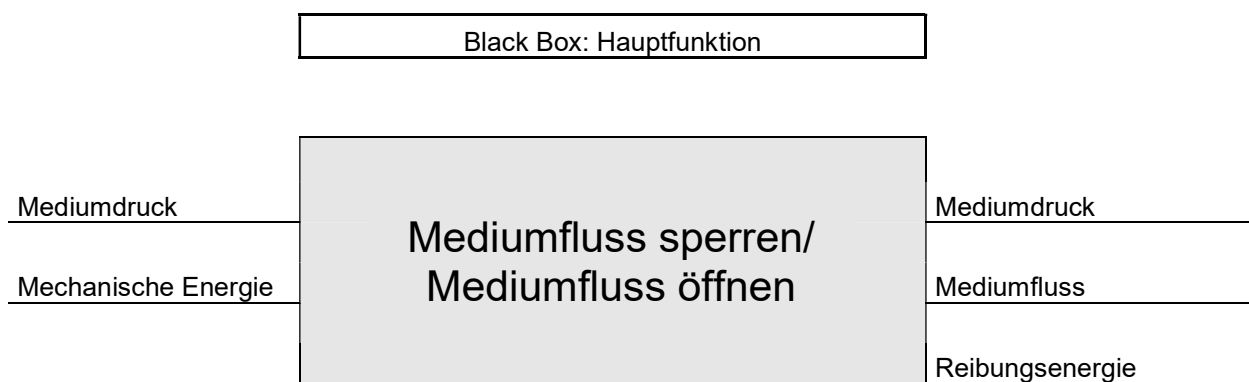 Black Box: Hauptfunktion
Mediumdruck
Mechanische Energie
Mediumfluss sperren/
Mediumfluss öffnen
Mediumdruck
Mediumfluss
Reibungsenergie